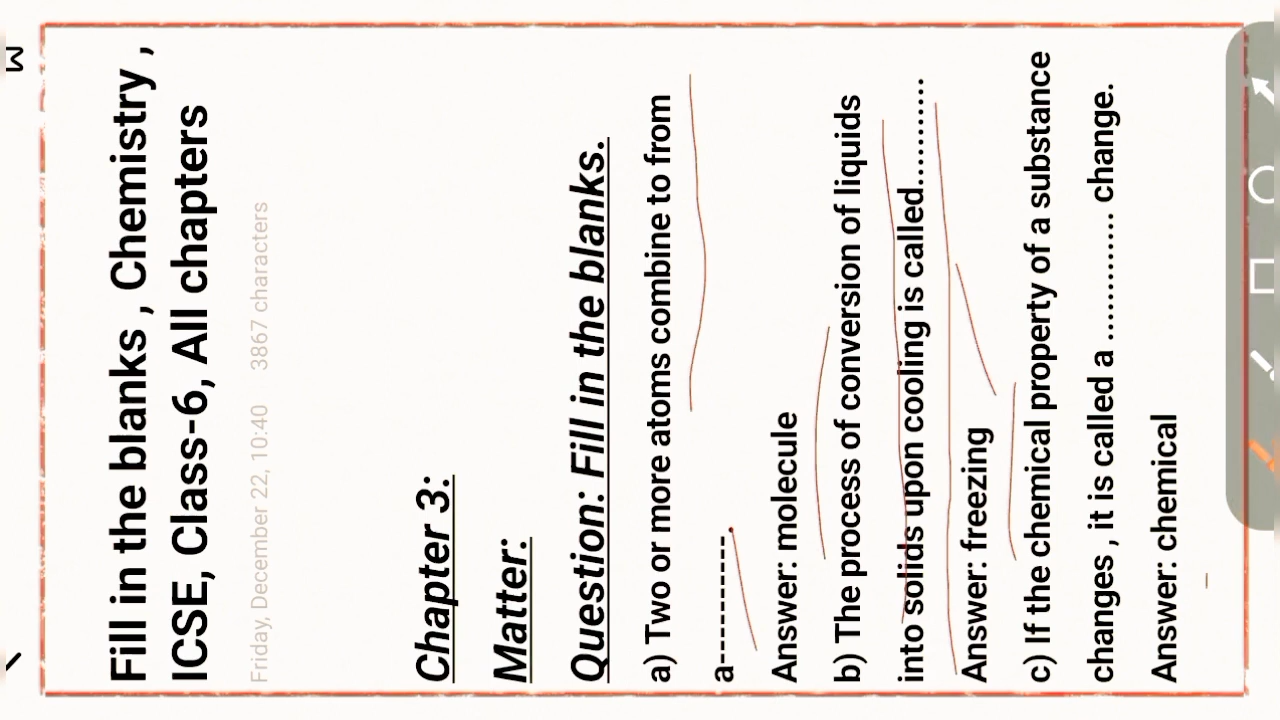 Fill in the blanks , Chemistry ,
ICSE, Class-6, All chapters
Friday, December 22, 10:40 3867 characters
Chapter 3:
Matter:
Question: Fill in the blanks.
a) Two or more atoms combine to from
a-----------
Answer: molecule
b) The process of conversion of liquids
into solids upon cooling is called...........
Answer: freezing
c) If the chemical property of a substance
changes , it is called a ............. change.
Answer: chemical